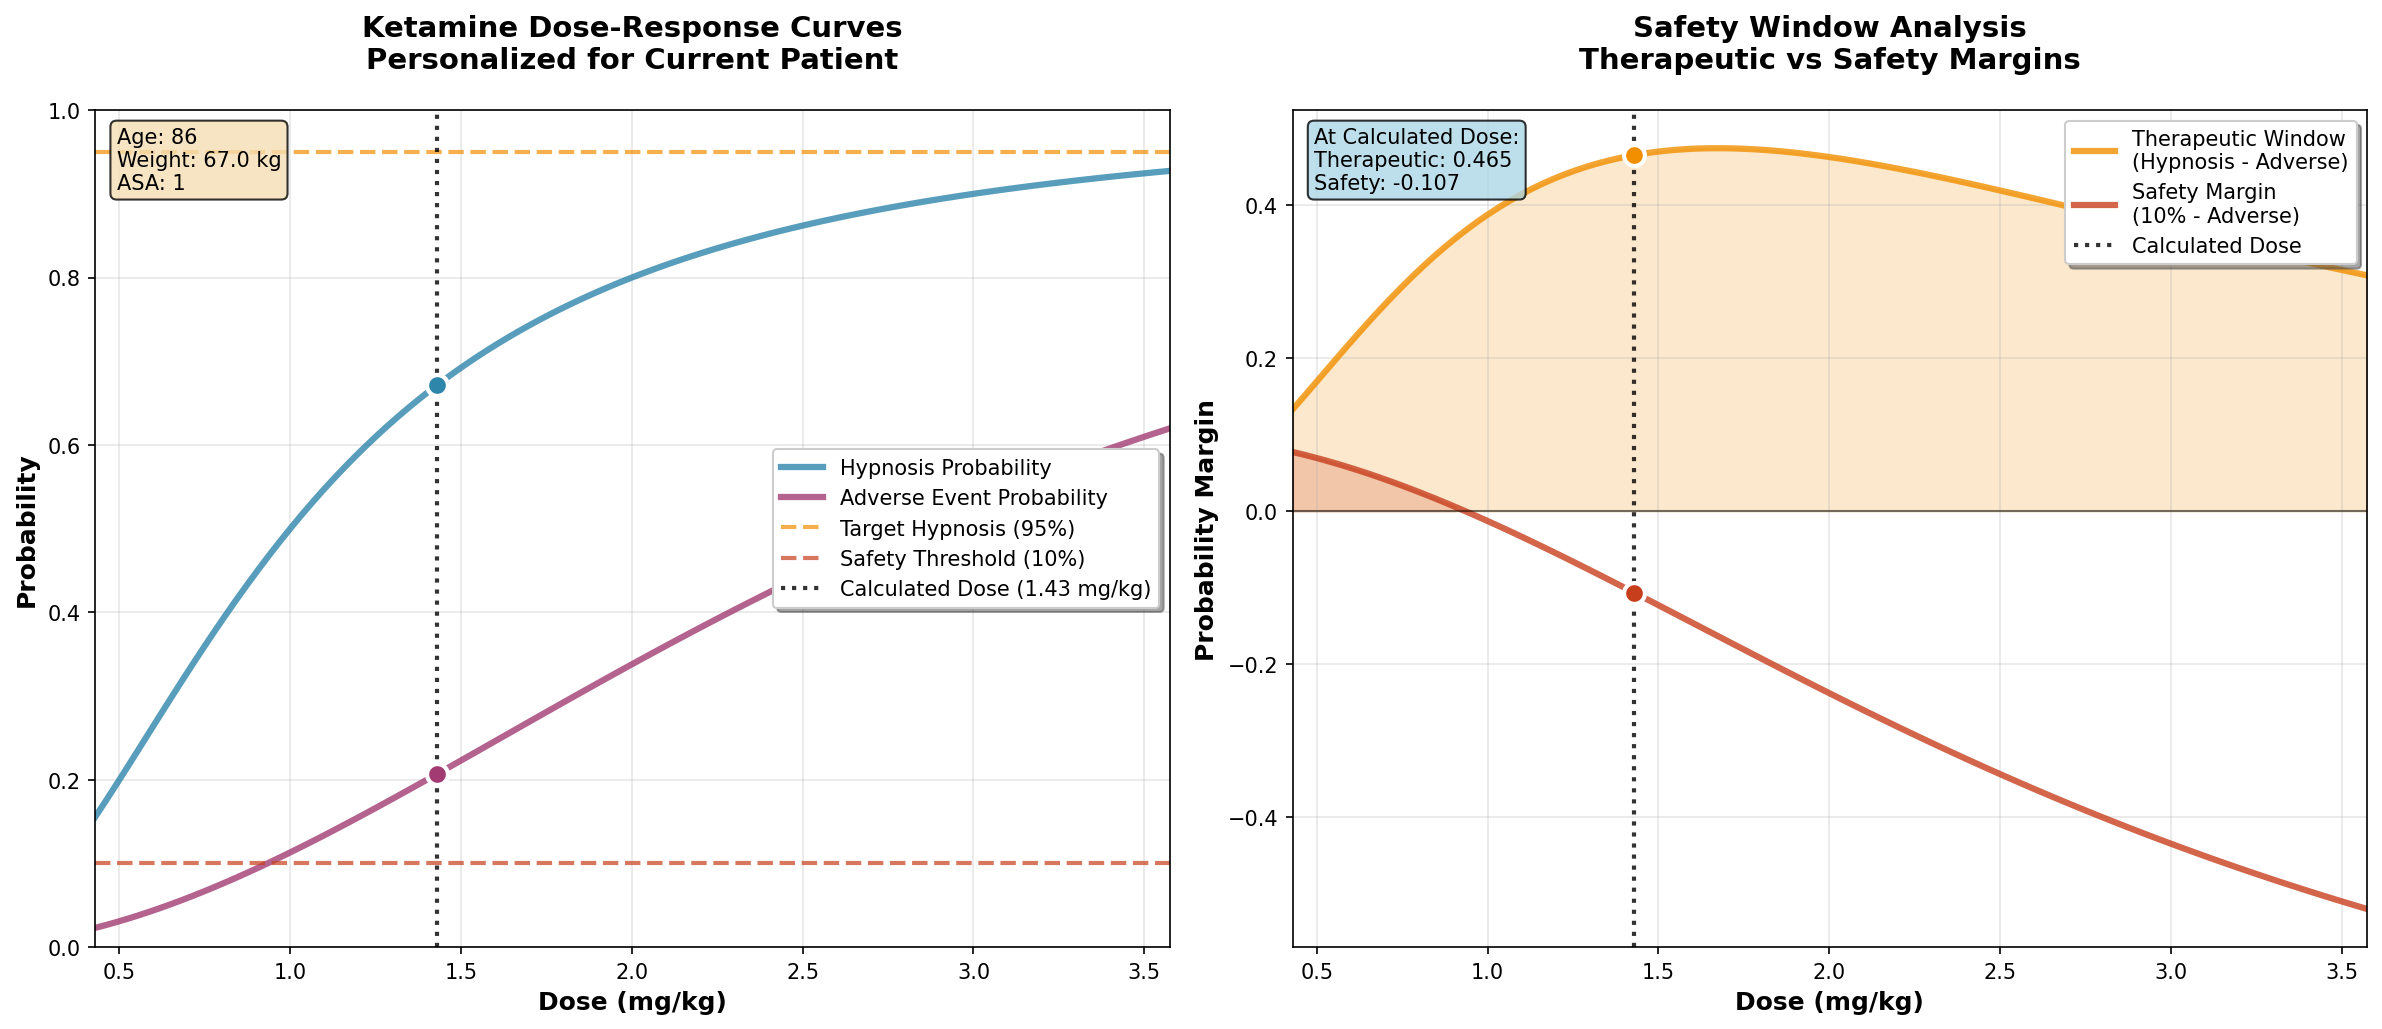 Ketamine Dose-Response Curves
Personalized for Current Patient
Age: 86
Weight: 67.0 kg
ASA: 1
Probability
1.0
0.8
0.6
0.4
0.2
0.0
0.5
1.0
1.5
2.0
2.5
3.0
3.5
Dose (mg/kg)
Hypnosis Probability
Adverse Event Probability
Target Hypnosis (95%)
Safety Threshold (10%)
Calculated Dose (1.43 mg/kg)
Safety Window Analysis
Therapeutic vs Safety Margins
At Calculated Dose:
Therapeutic: 0.465
Safety: -0.107
Therapeutic Window
(Hypnosis - Adverse)
Safety Margin
(10% - Adverse)
Calculated Dose
Probability Margin
0.4
0.2
0.0
−0.2
−0.4
0.5
1.0
1.5
2.0
2.5
3.0
3.5
Dose (mg/kg)